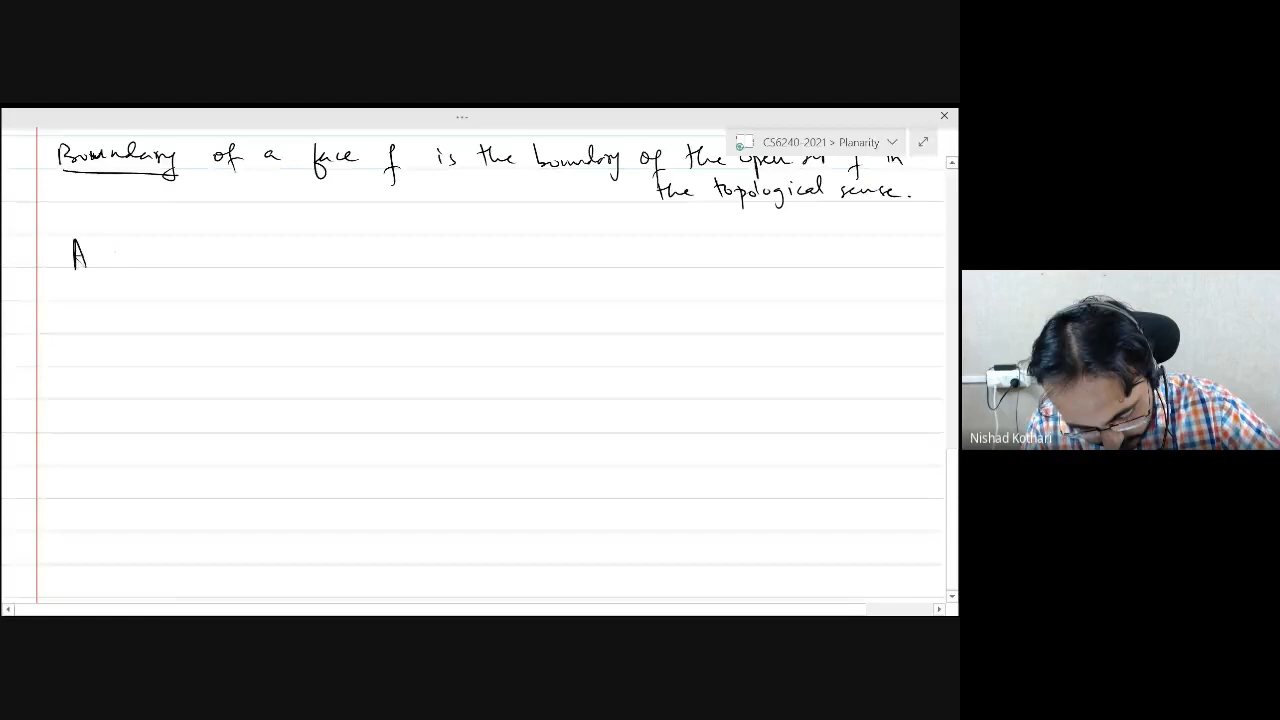 CS6240-2021 > Planarity
Boundary of a face f is the boundary of the open set f in
the topological sense.
A
Nishad Kothari